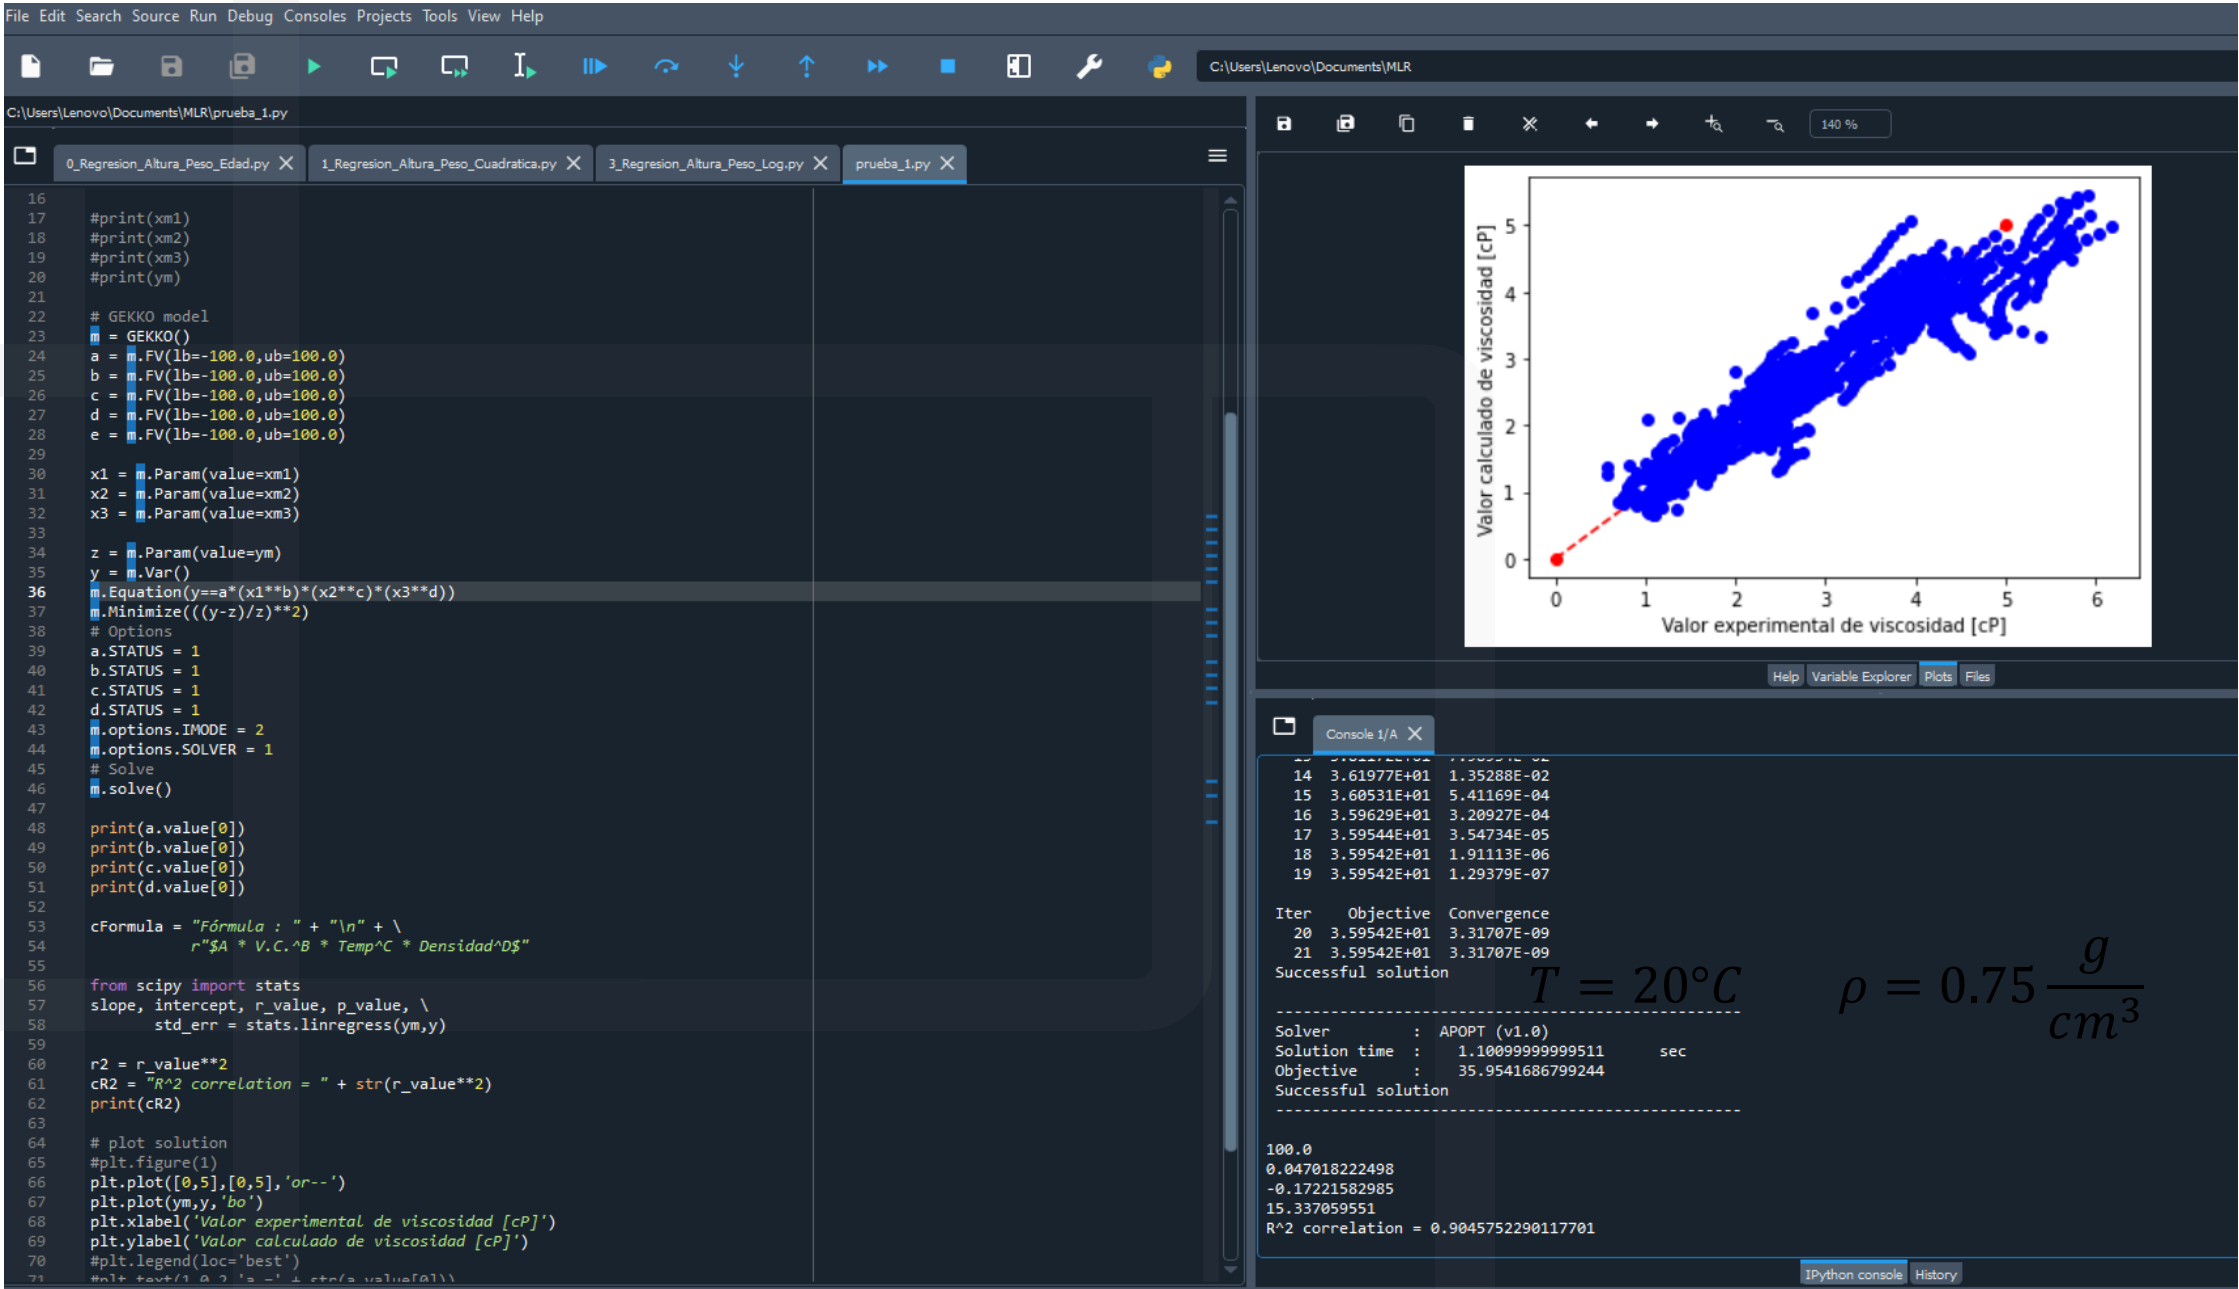 File Edit Search Source Run Debug Consoles Projects Tools View Help
C:\Users\Lenovo\Documents\MLR
C:\Users\Lenovo\Documents\MLR\prueba_1.py
0_Regresion_Altura_Peso_Edad.py 1_Regresion_Altura_Peso_Cuadratica.py 3_Regresion_Altura_Peso_Log.py prueba_1.py
16
17 #print(xm1)
18 #print(xm2)
19 #print(xm3)
20 #print(ym)
21
22 # GEKKO model
23 m = GEKKO()
24 a = m.FV(lb=-100.0,ub=100.0)
25 b = m.FV(lb=-100.0,ub=100.0)
26 c = m.FV(lb=-100.0,ub=100.0)
27 d = m.FV(lb=-100.0,ub=100.0)
28 e = m.FV(lb=-100.0,ub=100.0)
29
30 x1 = m.Param(value=xm1)
31 x2 = m.Param(value=xm2)
32 x3 = m.Param(value=xm3)
33
34 z = m.Param(value=ym)
35 y = m.Var()
36 m.Equation(y==a*(x1**b)*(x2**c)*(x3**d))
37 m.Minimize(((y-z)/z)**2)
38 # Options
39 a.STATUS = 1
40 b.STATUS = 1
41 c.STATUS = 1
42 d.STATUS = 1
43 m.options.IMODE = 2
44 m.options.SOLVER = 1
45 # Solve
46 m.solve()
47
48 print(a.value[0])
49 print(b.value[0])
50 print(c.value[0])
51 print(d.value[0])
52
53 cFormula = "Fórmula : " + "\n" + \
54 r"$A * V.C.^B * Temp^C * Densidad^D$"
55
56 from scipy import stats
57 slope, intercept, r_value, p_value, \
58 std_err = stats.linregress(ym,y)
59
60 r2 = r_value**2
61 cR2 = "R^2 correlation = " + str(r_value**2)
62 print(cR2)
63
64 # plot solution
65 #plt.figure(1)
66 plt.plot([0,5],[0,5],'or--')
67 plt.plot(ym,y,'bo')
68 plt.xlabel('Valor experimental de viscosidad [cP]')
69 plt.ylabel('Valor calculado de viscosidad [cP]')
70 #plt.legend(loc='best')
71 #plt.text(1,0.2,'a =' + str(a.value[0]))
140 %
Valor calculado de viscosidad [cP]
5
4
3
2
1
0
0 1 2 3 4 5 6
Valor experimental de viscosidad [cP]
Help Variable Explorer Plots Files
Console 1/A
14 3.61977E+01 1.35288E-02
15 3.60531E+01 5.41169E-04
16 3.59629E+01 3.20927E-04
17 3.59544E+01 3.54734E-05
18 3.59542E+01 1.91113E-06
19 3.59542E+01 1.29379E-07
Iter Objective Convergence
20 3.59542E+01 3.31707E-09
21 3.59542E+01 3.31707E-09
Successful solution
T = 20°C ρ = 0.75 g/cm³
---------------------------------------------------
Solver : APOPT (v1.0)
Solution time : 1.10099999999511 sec
Objective : 35.9541686799244
Successful solution
---------------------------------------------------
100.0
0.047018222498
-0.17221582985
15.337059551
R^2 correlation = 0.9045752290117701
IPython console History